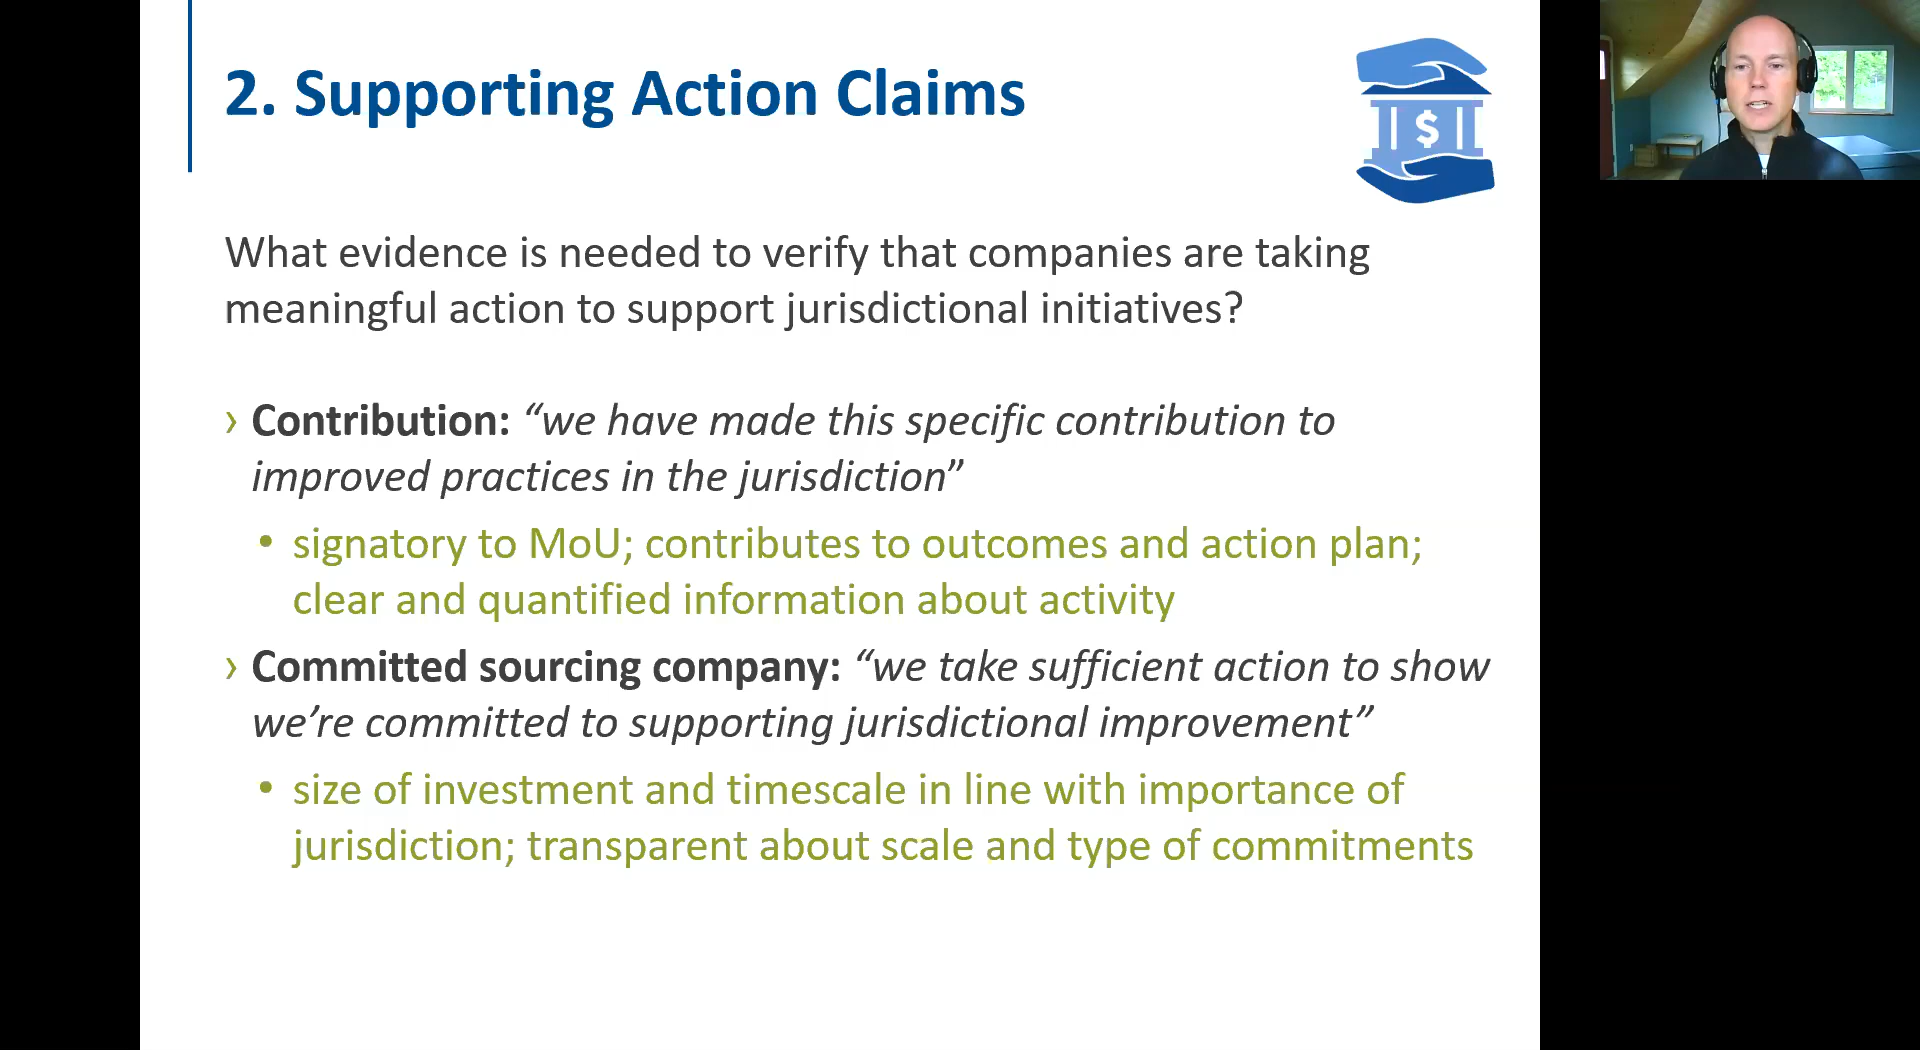 2. Supporting Action Claims
$
What evidence is needed to verify that companies are taking
meaningful action to support jurisdictional initiatives?
› Contribution: “we have made this specific contribution to
improved practices in the jurisdiction”
• signatory to MoU; contributes to outcomes and action plan;
clear and quantified information about activity
› Committed sourcing company: “we take sufficient action to show
we’re committed to supporting jurisdictional improvement”
• size of investment and timescale in line with importance of
jurisdiction; transparent about scale and type of commitments